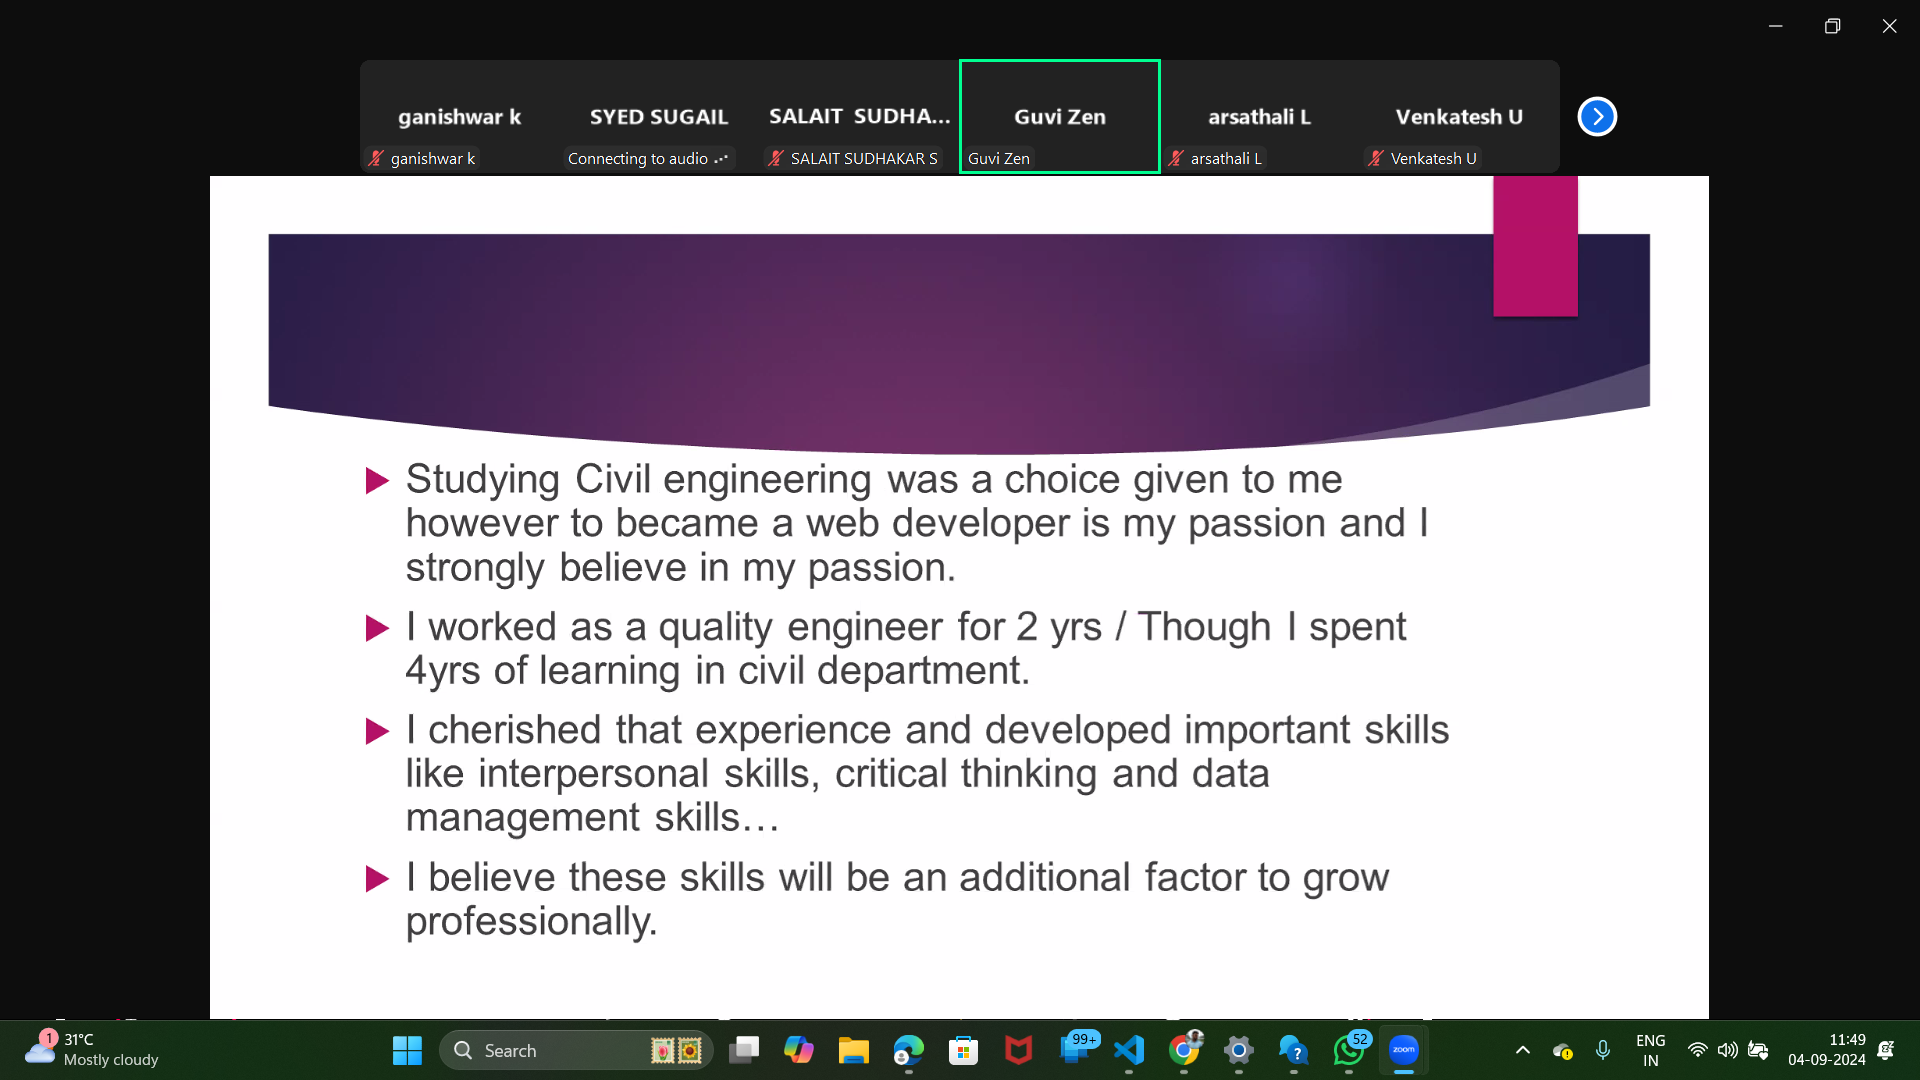 ganishwar k
SYED SUGAIL
SALAIT SUDHA...
Guvi Zen
arsathali L
Venkatesh U
ganishwar k
Connecting to audio
SALAIT SUDHAKAR S
Guvi Zen
arsathali L
Venkatesh U
Studying Civil engineering was a choice given to me
however to became a web developer is my passion and I
strongly believe in my passion.
I worked as a quality engineer for 2 yrs / Though I spent
4yrs of learning in civil department.
I cherished that experience and developed important skills
like interpersonal skills, critical thinking and data
management skills…
I believe these skills will be an additional factor to grow
professionally.
1
31°C
Mostly cloudy
Search
99+
52
zoom
ENG
IN
11:49
04-09-2024